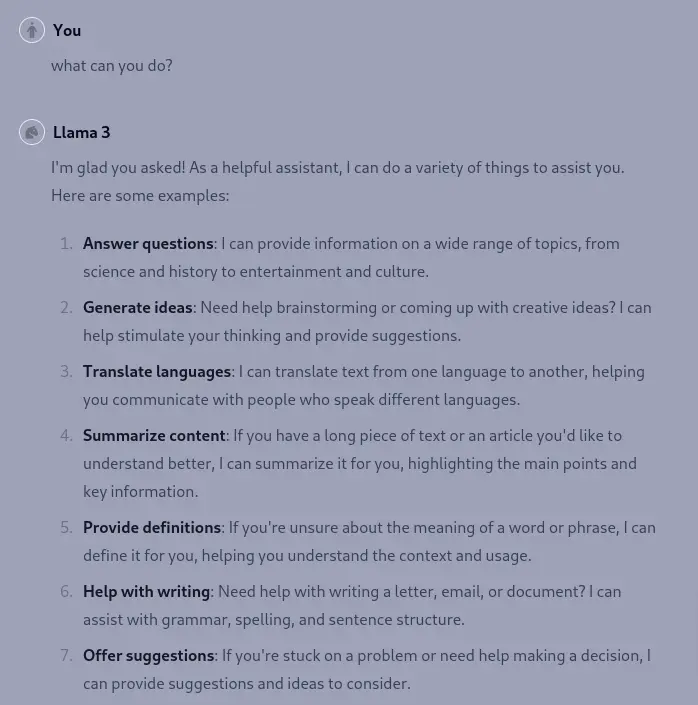 You
what can you do?
Llama 3
I'm glad you asked! As a helpful assistant, I can do a variety of things to assist you.
Here are some examples:
1. Answer questions: I can provide information on a wide range of topics, from
science and history to entertainment and culture.
2. Generate ideas: Need help brainstorming or coming up with creative ideas? I can
help stimulate your thinking and provide suggestions.
3. Translate languages: I can translate text from one language to another, helping
you communicate with people who speak different languages.
4. Summarize content: If you have a long piece of text or an article you'd like to
understand better, I can summarize it for you, highlighting the main points and
key information.
5. Provide definitions: If you're unsure about the meaning of a word or phrase, I can
define it for you, helping you understand the context and usage.
6. Help with writing: Need help with writing a letter, email, or document? I can
assist with grammar, spelling, and sentence structure.
7. Offer suggestions: If you're stuck on a problem or need help making a decision, I
can provide suggestions and ideas to consider.